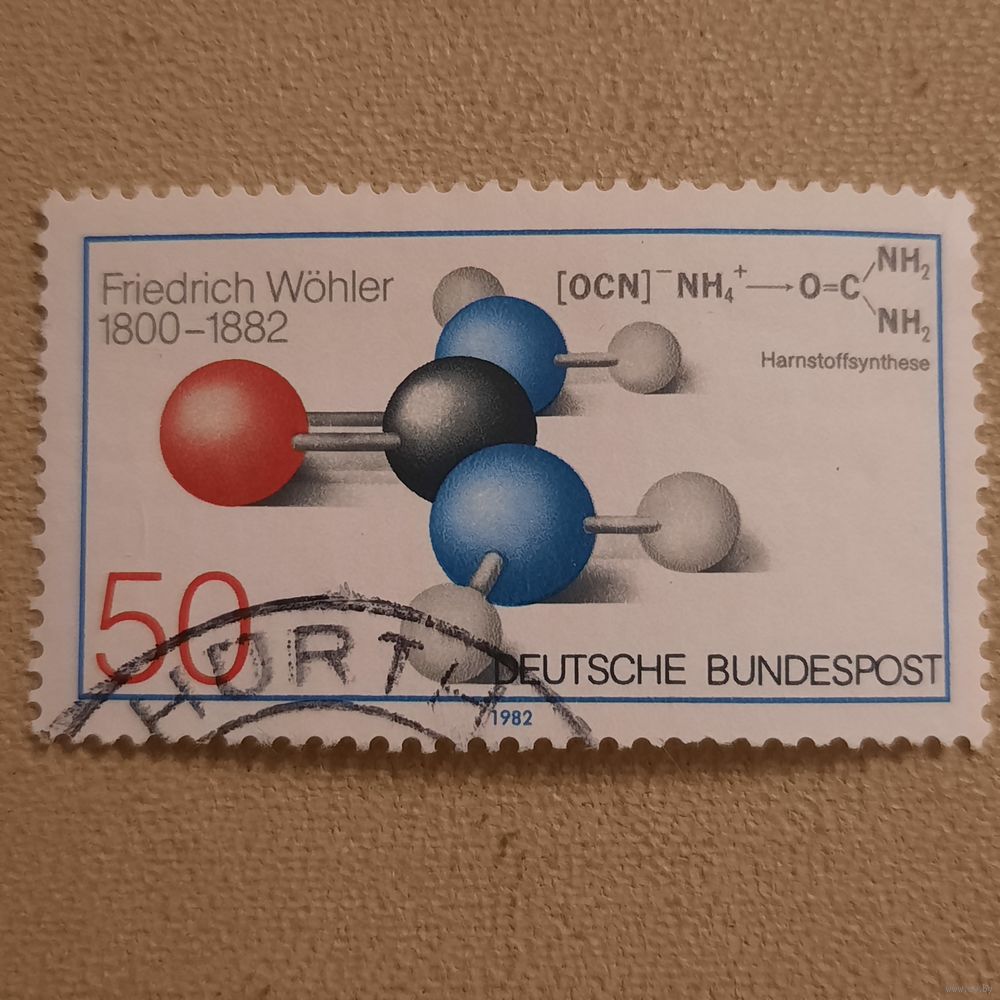 Friedrich Wöhler
1800–1882
[OCN]⁻ NH₄⁺ → O=C
NH₂
NH₂
Harnstoffsynthese
50
DEUTSCHE BUNDESPOST
1982